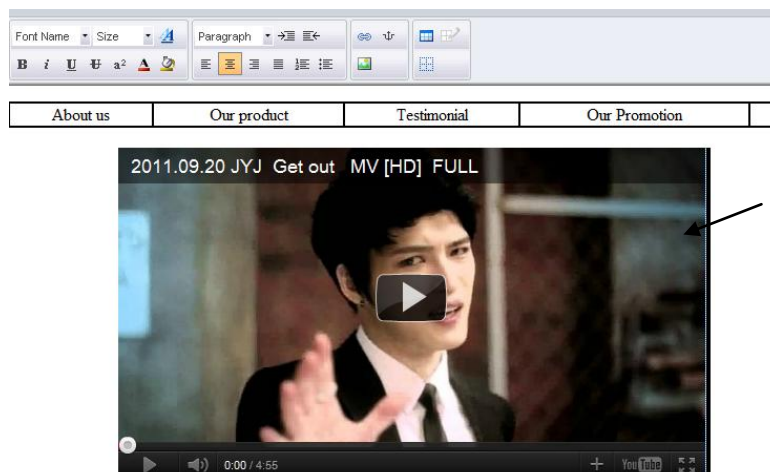 Font Name Size Paragraph
B i U U a² A
About us Our product Testimonial Our Promotion
2011.09.20 JYJ Get out MV [HD] FULL
0:00 / 4:55 YouTube